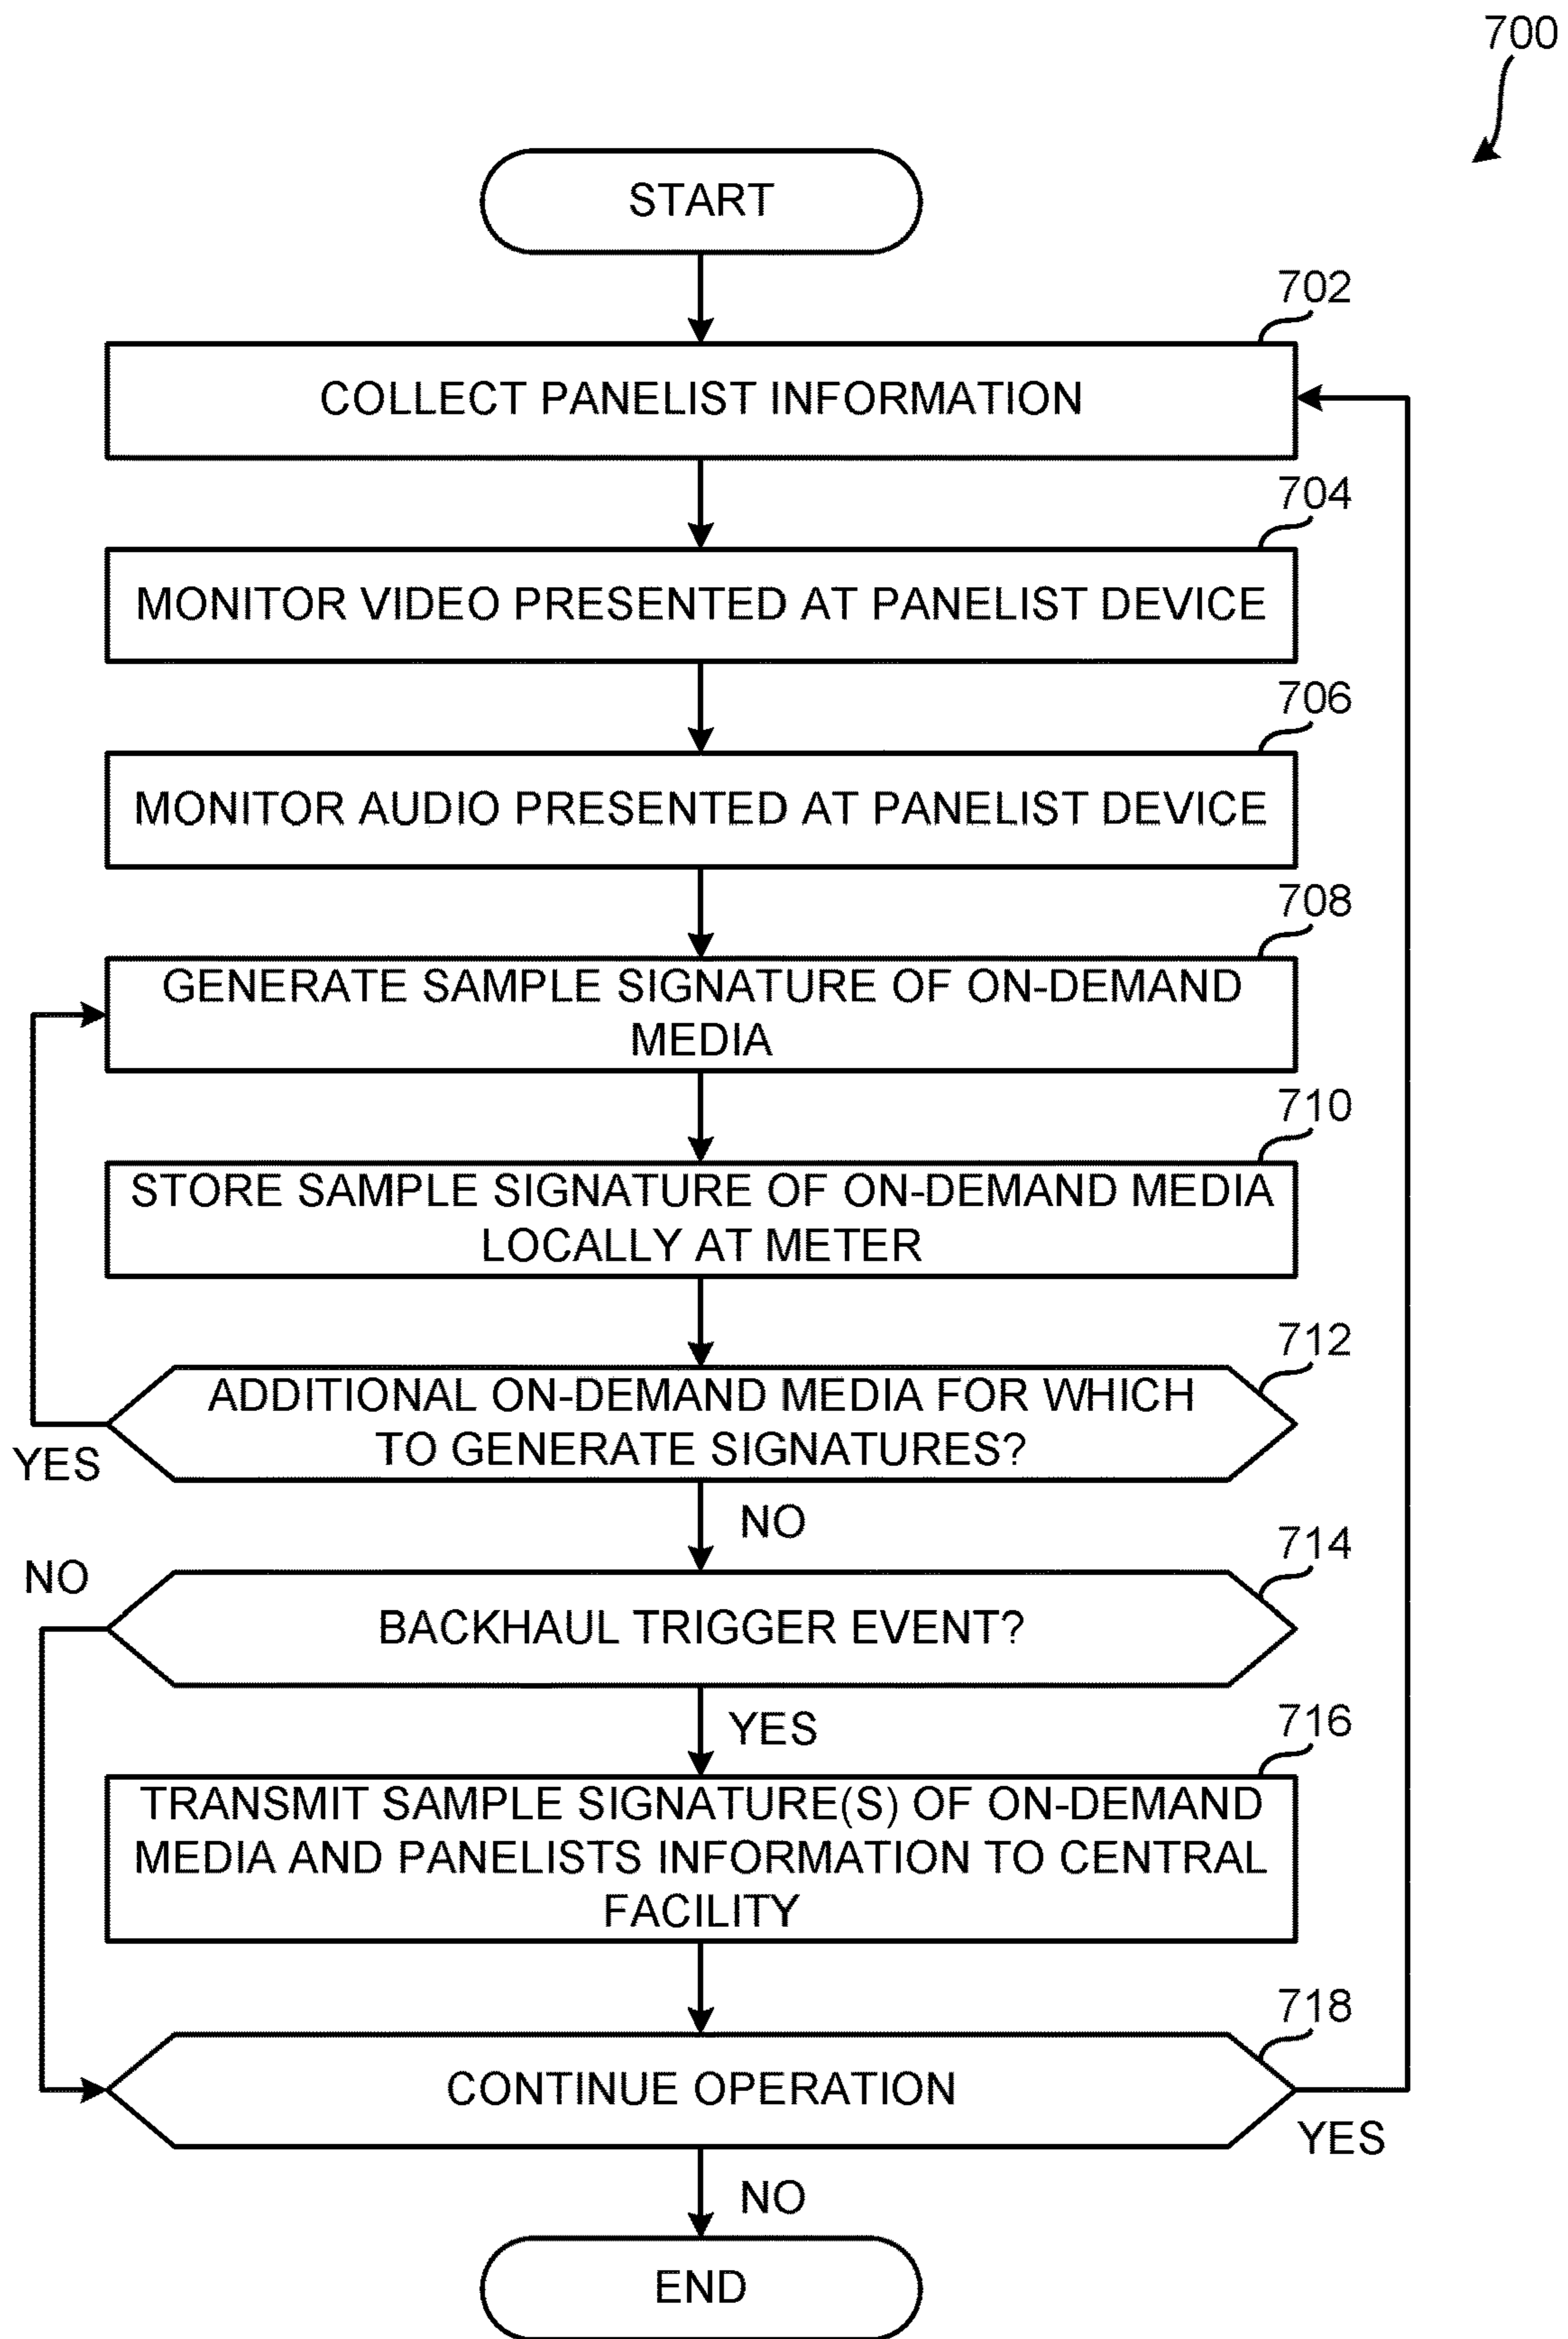 700
START
702
COLLECT PANELIST INFORMATION
704
MONITOR VIDEO PRESENTED AT PANELIST DEVICE
706
MONITOR AUDIO PRESENTED AT PANELIST DEVICE
708
GENERATE SAMPLE SIGNATURE OF ON-DEMAND
MEDIA
710
STORE SAMPLE SIGNATURE OF ON-DEMAND MEDIA
LOCALLY AT METER
712
ADDITIONAL ON-DEMAND MEDIA FOR WHICH
TO GENERATE SIGNATURES?
YES
NO
714
NO
BACKHAUL TRIGGER EVENT?
YES
716
TRANSMIT SAMPLE SIGNATURE(S) OF ON-DEMAND
MEDIA AND PANELISTS INFORMATION TO CENTRAL
FACILITY
718
CONTINUE OPERATION
YES
NO
END